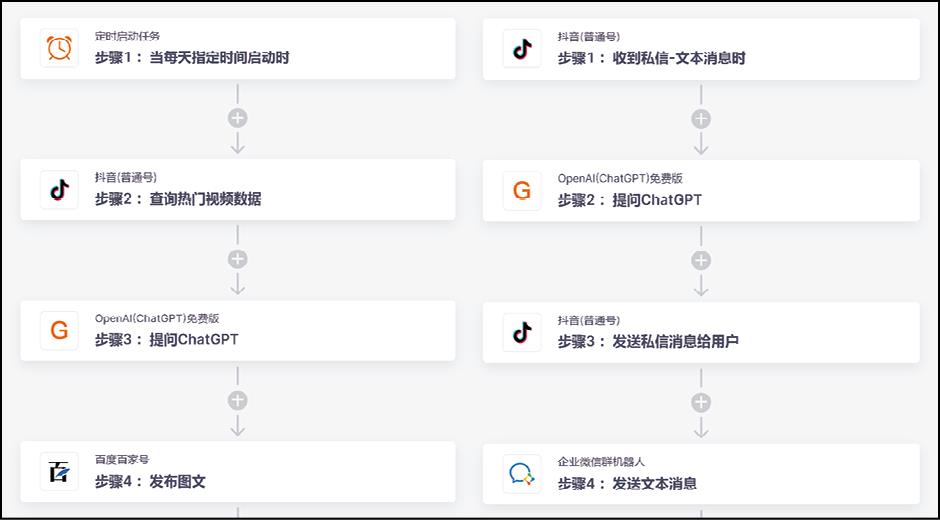 定时启动任务
步骤1：当每天指定时间启动时
抖音(普通号)
步骤2：查询热门视频数据
OpenAI(ChatGPT)免费版
步骤3：提问ChatGPT
百度百家号
步骤4：发布图文
抖音(普通号)
步骤1：收到私信-文本消息时
OpenAI(ChatGPT)免费版
步骤2：提问ChatGPT
抖音(普通号)
步骤3：发送私信消息给用户
企业微信群机器人
步骤4：发送文本消息